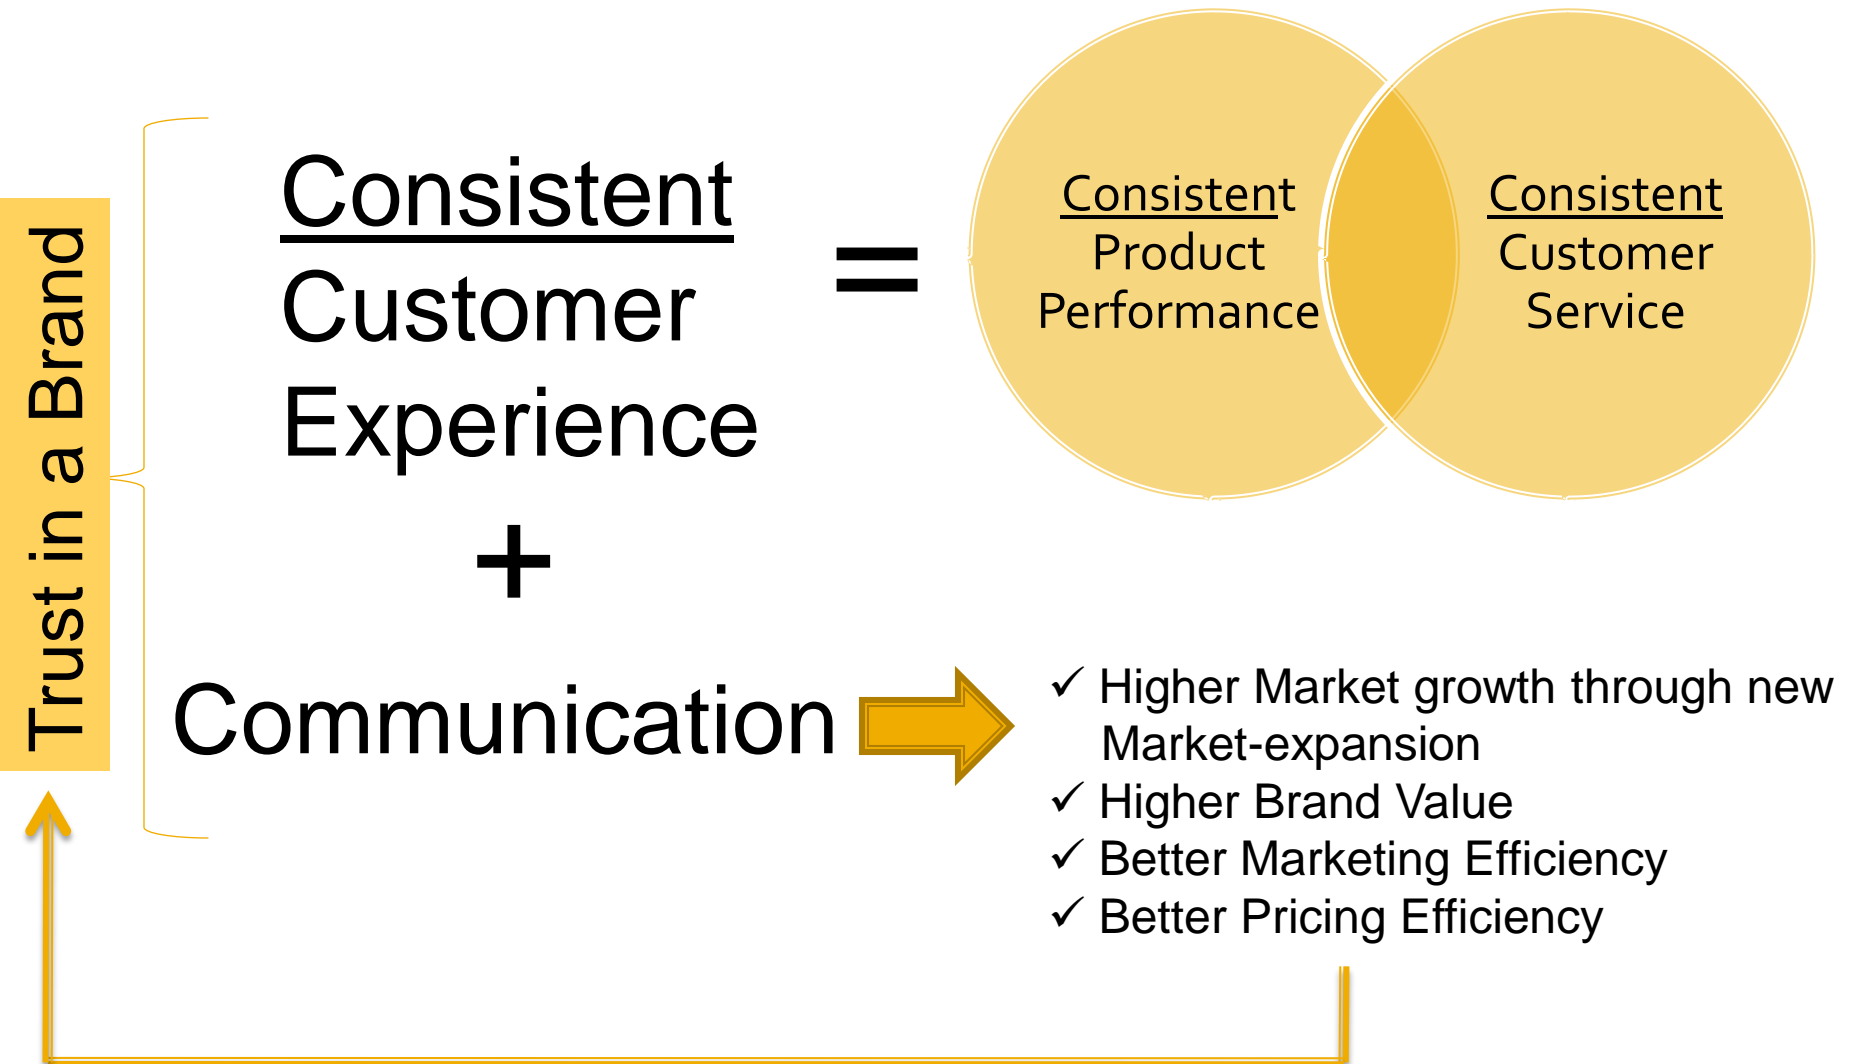 Trust in a Brand
Consistent
Customer
Experience
=
Consistent
Product
Performance
Consistent
Customer
Service
+
Communication
✓ Higher Market growth through new
Market-expansion
✓ Higher Brand Value
✓ Better Marketing Efficiency
✓ Better Pricing Efficiency